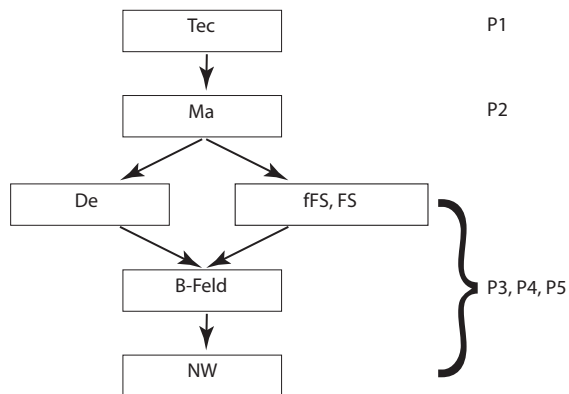 Tec
P1
Ma
P2
De
fFS, FS
B-Feld
P3, P4, P5
NW